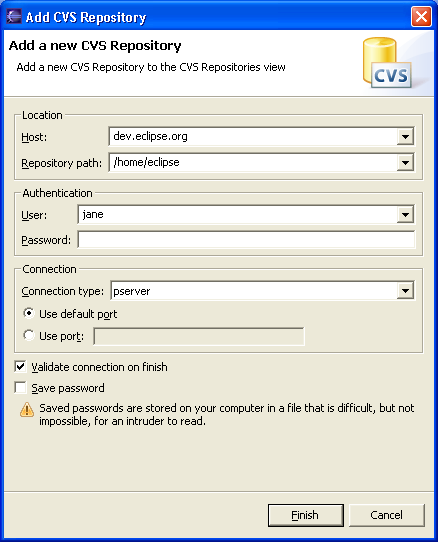 Add CVS Repository
Add a new CVS Repository
Add a new CVS Repository to the CVS Repositories view
CVS
Location
Host: dev.eclipse.org
Repository path: /home/eclipse
Authentication
User: jane
Password:
Connection
Connection type: pserver
Use default port
Use port:
Validate connection on finish
Save password
Saved passwords are stored on your computer in a file that is difficult, but not
impossible, for an intruder to read.
Finish Cancel